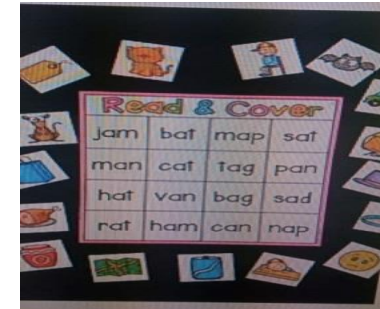 Read & Cover
jam bat map sat
man cat tag pan
hat van bag sad
rat ham can nap